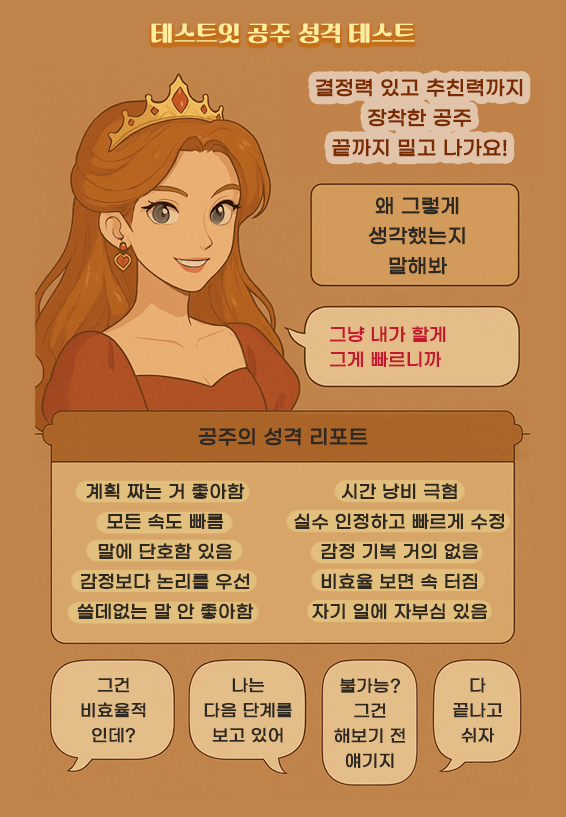 테스트잇 공주 성격 테스트
결정력 있고 추친력까지
장착한 공주
끝까지 밀고 나가요!
왜 그렇게
생각했는지
말해봐
그냥 내가 할게
그게 빠르니까
공주의 성격 리포트
계획 짜는 거 좋아함
모든 속도 빠름
말에 단호함 있음
감정보다 논리를 우선
쓸데없는 말 안 좋아함
시간 낭비 극혐
실수 인정하고 빠르게 수정
감정 기복 거의 없음
비효율 보면 속 터짐
자기 일에 자부심 있음
그건
비효율적
인데?
나는
다음 단계를
보고 있어
불가능?
그건
해보기 전
얘기지
다
끝나고
쉬자